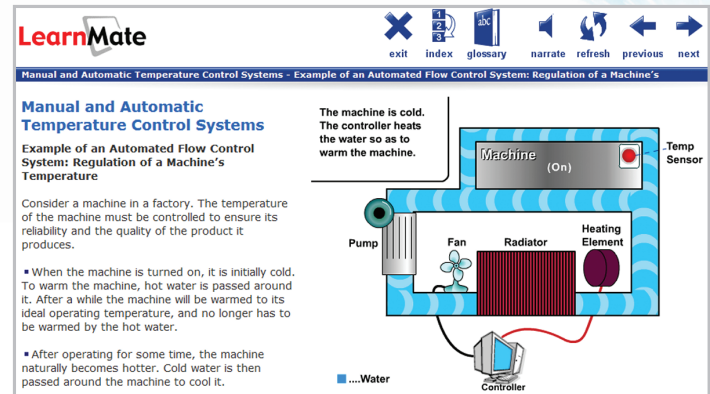 LearnMate
exit index glossary narrate refresh previous next
Manual and Automatic Temperature Control Systems - Example of an Automated Flow Control System: Regulation of a Machine's
Manual and Automatic
Temperature Control Systems
Example of an Automated Flow Control
System: Regulation of a Machine's
Temperature
Consider a machine in a factory. The temperature
of the machine must be controlled to ensure its
reliability and the quality of the product it
produces.
▪When the machine is turned on, it is initially cold.
To warm the machine, hot water is passed around
it. After a while the machine will be warmed to its
ideal operating temperature, and no longer has to
be warmed by the hot water.
▪After operating for some time, the machine
naturally becomes hotter. Cold water is then
passed around the machine to cool it.
The machine is cold.
The controller heats
the water so as to
warm the machine.
Machine
(On)
Temp
Sensor
Pump
Fan
Radiator
Heating
Element
....Water
Controller
1
2
3
abc